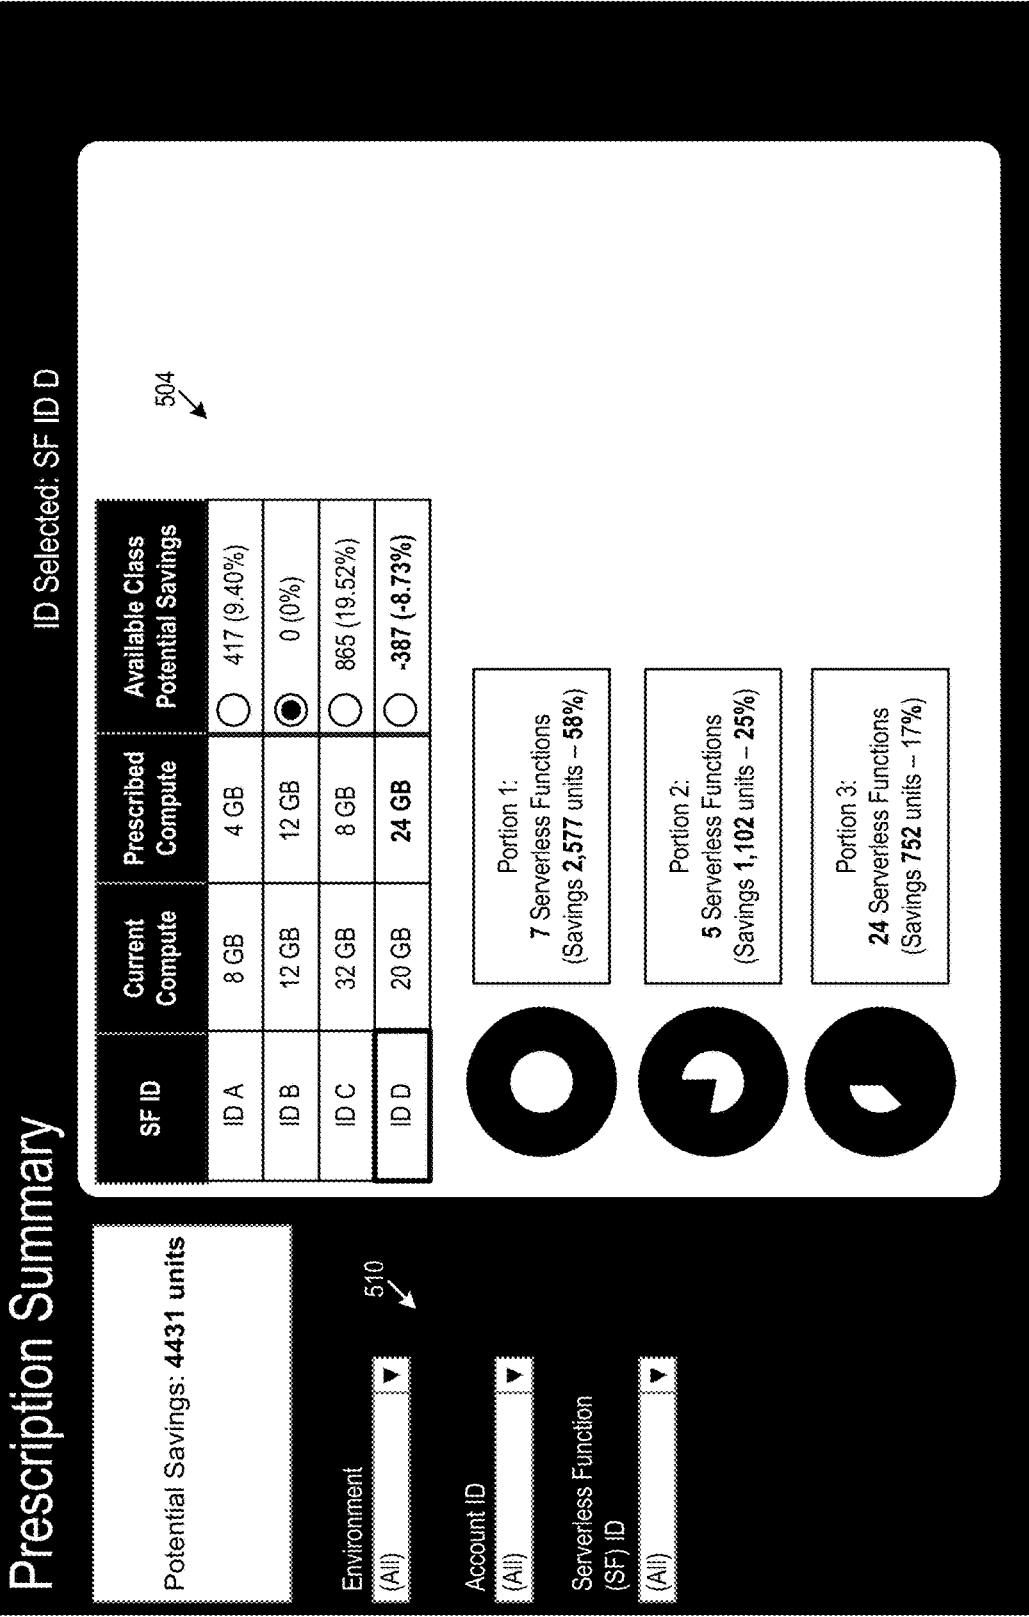 Prescription Summary
ID Selected: SF ID D
Potential Savings: 4431 units
Environment
(All) ▼
510
Account ID
(All) ▼
Serverless Function
(SF) ID
(All) ▼
504
SF ID | Current Compute | Prescribed Compute | Available Class Potential Savings
ID A | 8 GB | 4 GB | 417 (9.40%)
ID B | 12 GB | 12 GB | 0 (0%)
ID C | 32 GB | 8 GB | 865 (19.52%)
ID D | 20 GB | 24 GB | -387 (-8.73%)
Portion 1:
7 Serverless Functions
(Savings 2,577 units – 58%)
Portion 2:
5 Serverless Functions
(Savings 1,102 units – 25%)
Portion 3:
24 Serverless Functions
(Savings 752 units – 17%)